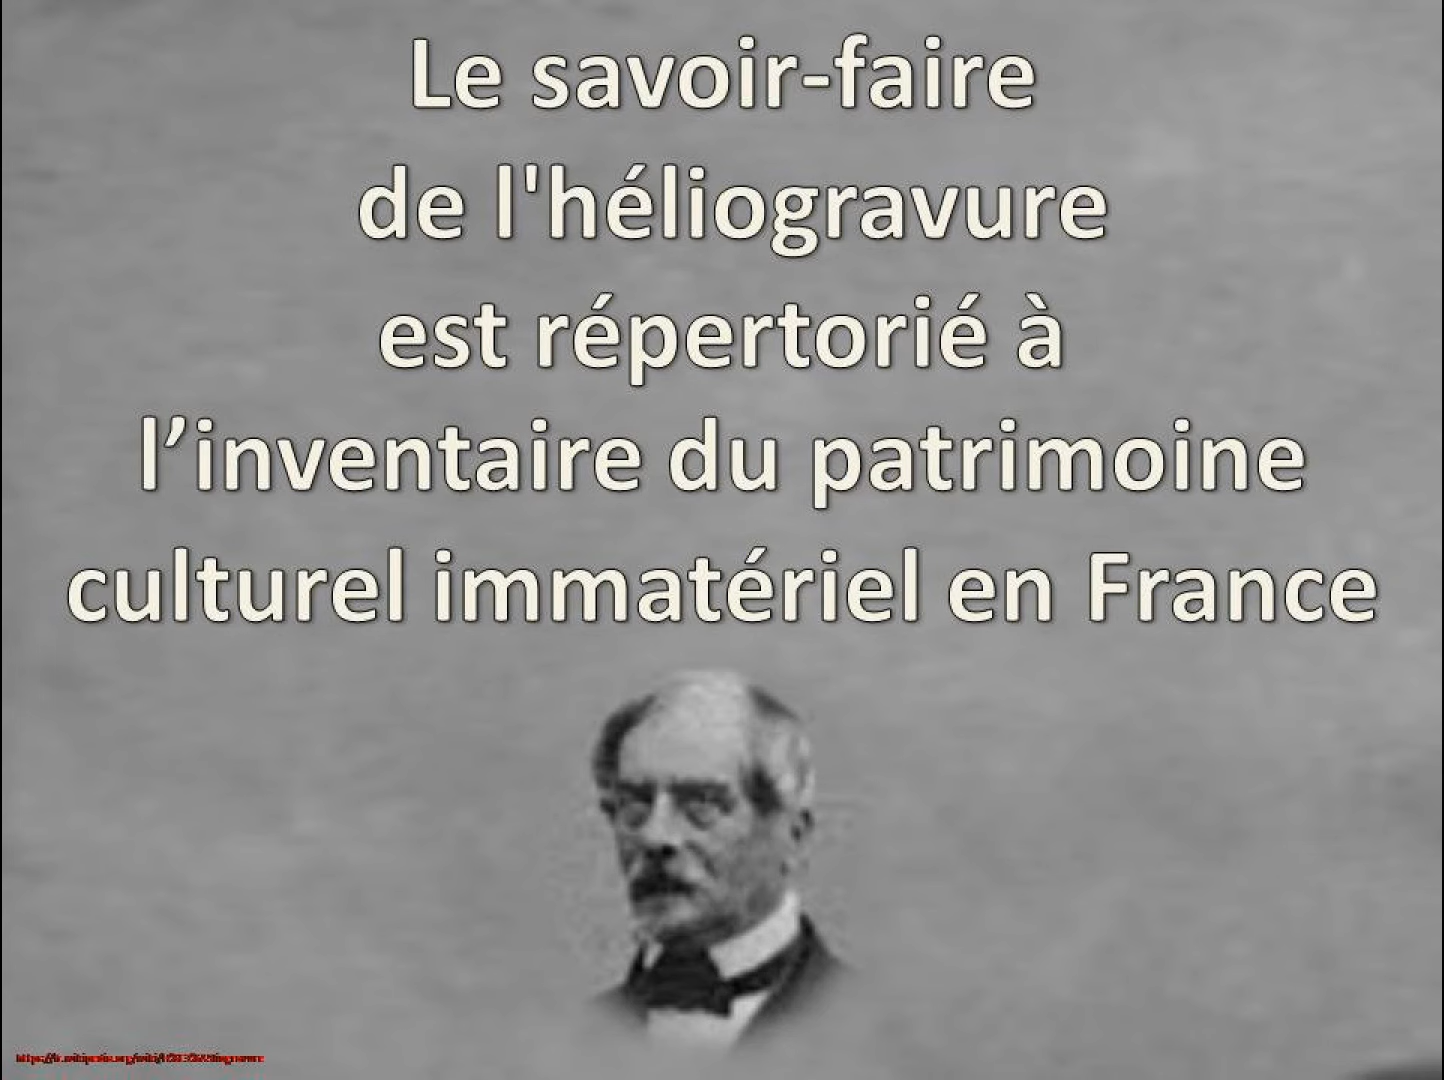 Le savoir-faire
de l'héliogravure
est répertorié à
l’inventaire du patrimoine
culturel immatériel en France